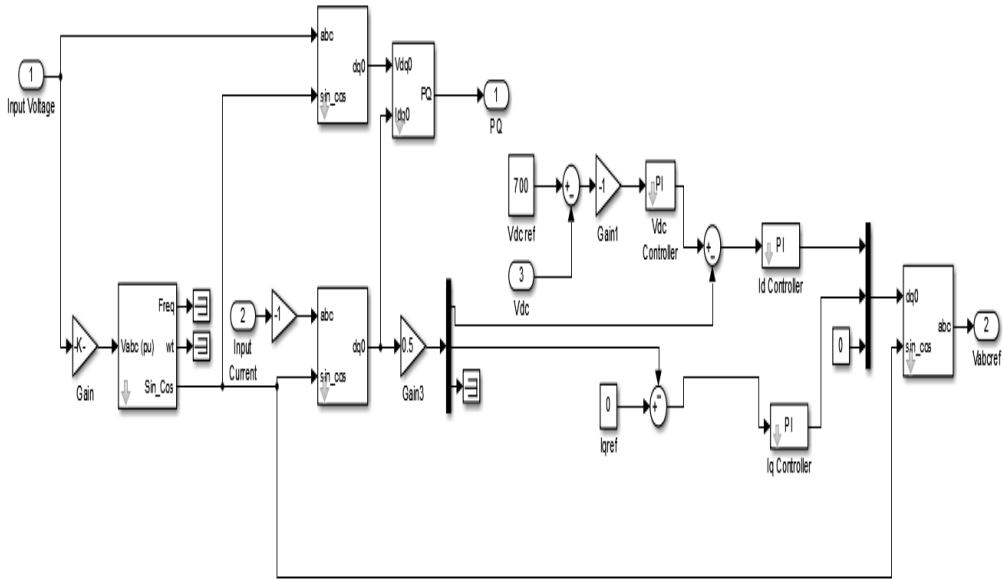 1
Input Voltage
-K-
Gain
Vabc (pu)
Freq
wt
Sin_Cos
2
Input
Current
-1
abc
sin_cos
dq0
abc
sin_cos
dq0
Vdq0
Idq0
PQ
1
PQ
0.5
Gain3
700
Vdc ref
3
Vdc
-1
Gain1
PI
Vdc
Controller
0
Iqref
PI
Id Controller
PI
Iq Controller
0
dq0
sin_cos
abc
2
Vabcref